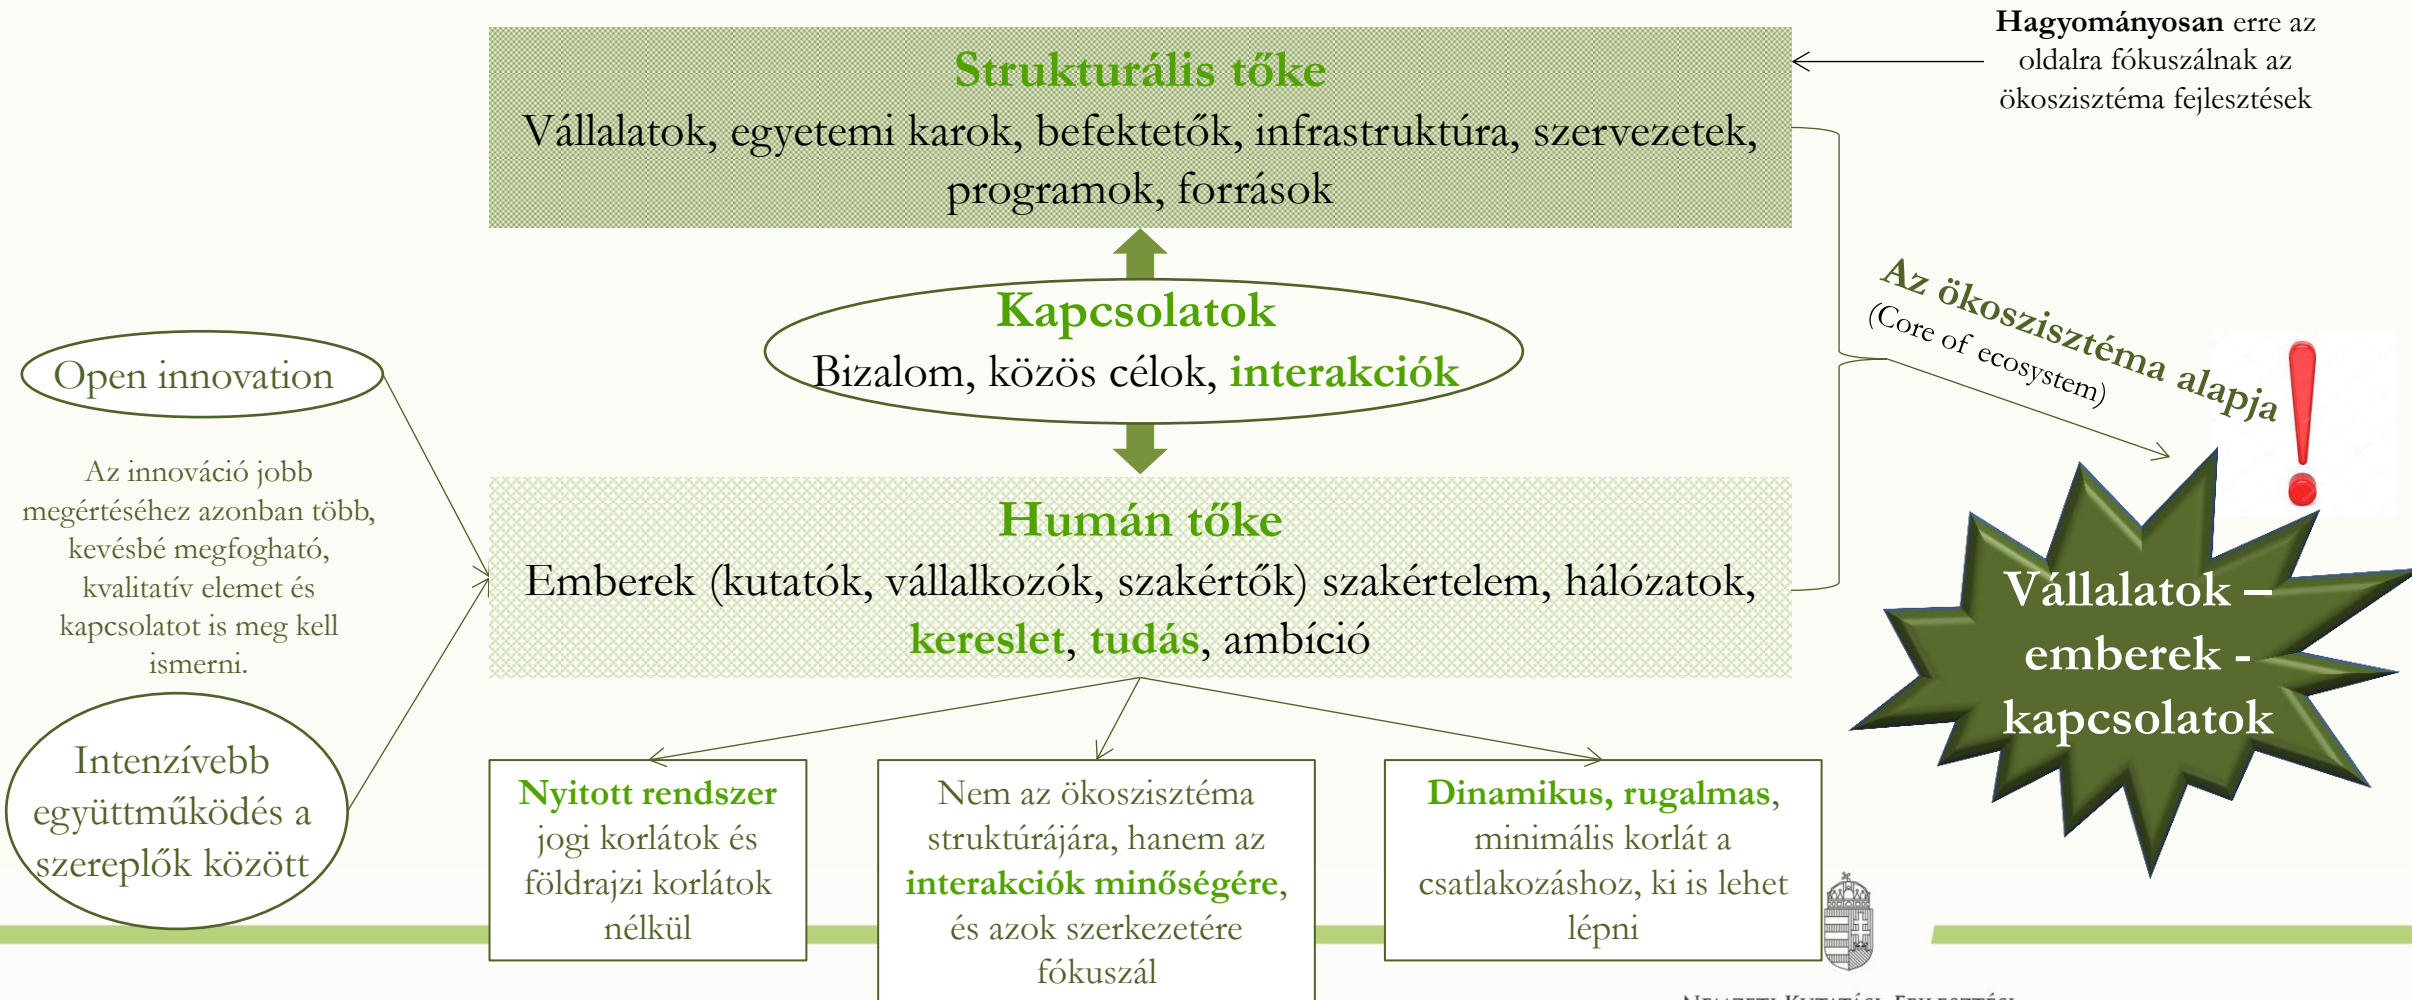 Hagyományosan erre az
oldalra fókuszálnak az
ökoszisztéma fejlesztések
Strukturális tőke
Vállalatok, egyetemi karok, befektetők, infrastruktúra, szervezetek,
programok, források
Kapcsolatok
Bizalom, közös célok, interakciók
Az ökoszisztéma alapja
(Core of ecosystem)
Open innovation
Az innováció jobb
megértéséhez azonban több,
kevésbé megfogható,
kvalitatív elemet és
kapcsolatot is meg kell
ismerni.
Intenzívebb
együttműködés a
szereplők között
Humán tőke
Emberek (kutatók, vállalkozók, szakértők) szakértelem, hálózatok,
kereslet, tudás, ambíció
Vállalatok –
emberek -
kapcsolatok
Nyitott rendszer
jogi korlátok és
földrajzi korlátok
nélkül
Nem az ökoszisztéma
struktúrájára, hanem az
interakciók minőségére,
és azok szerkezetére
fókuszál
Dinamikus, rugalmas,
minimális korlát a
csatlakozáshoz, ki is lehet
lépni
NEMZETI KUTATÁSI, FEJLESZTÉSI